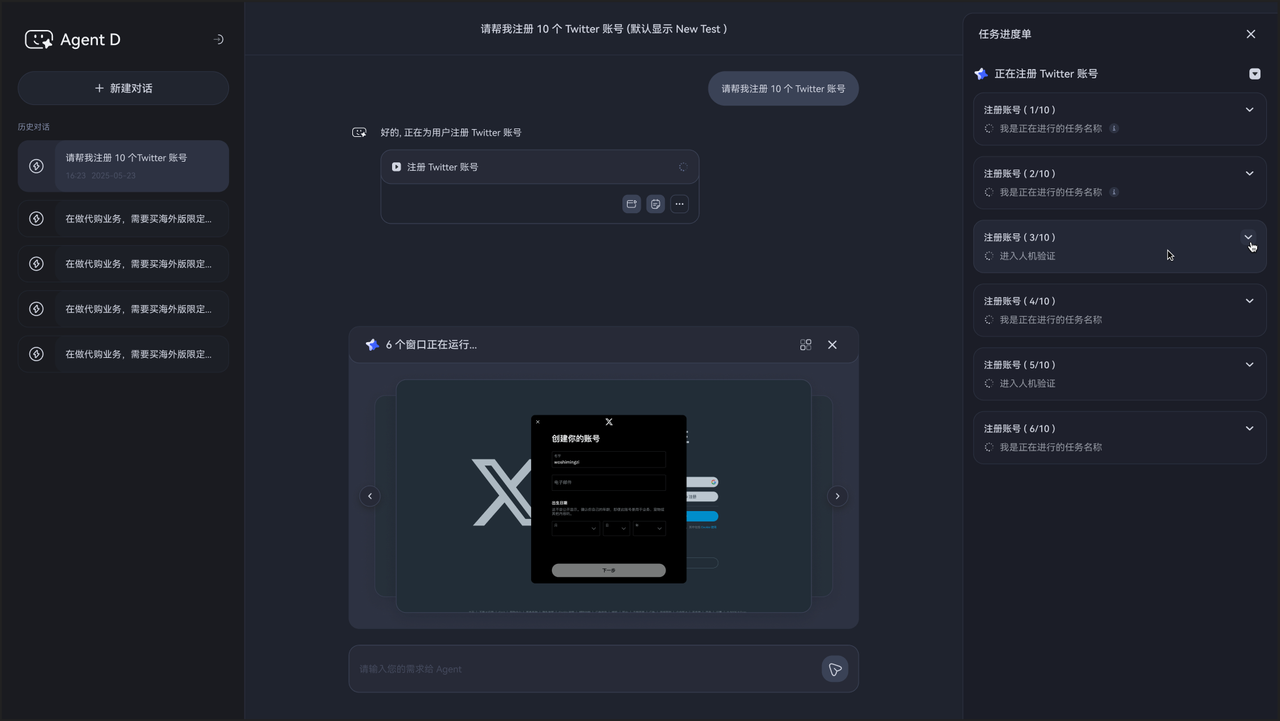 Agent D
新建对话
历史对话
请帮我注册 10 个Twitter 账号
16:23 2025-05-23
在做代购业务，需要买海外版限定...
在做代购业务，需要买海外版限定...
在做代购业务，需要买海外版限定...
在做代购业务，需要买海外版限定...
请帮我注册 10 个 Twitter 账号 (默认显示 New Test )
请帮我注册 10 个 Twitter 账号
好的, 正在为用户注册 Twitter 账号
注册 Twitter 账号
6 个窗口正在运行...
创建你的账号
名字
woshimingzi
电子邮件
出生日期
下一步
请输入您的需求给 Agent
任务进度单
正在注册 Twitter 账号
注册账号 ( 1/10 )
我是正在进行的任务名称
注册账号 ( 2/10 )
我是正在进行的任务名称
注册账号 ( 3/10 )
进入人机验证
注册账号 ( 4/10 )
我是正在进行的任务名称
注册账号 ( 5/10 )
进入人机验证
注册账号 ( 6/10 )
我是正在进行的任务名称